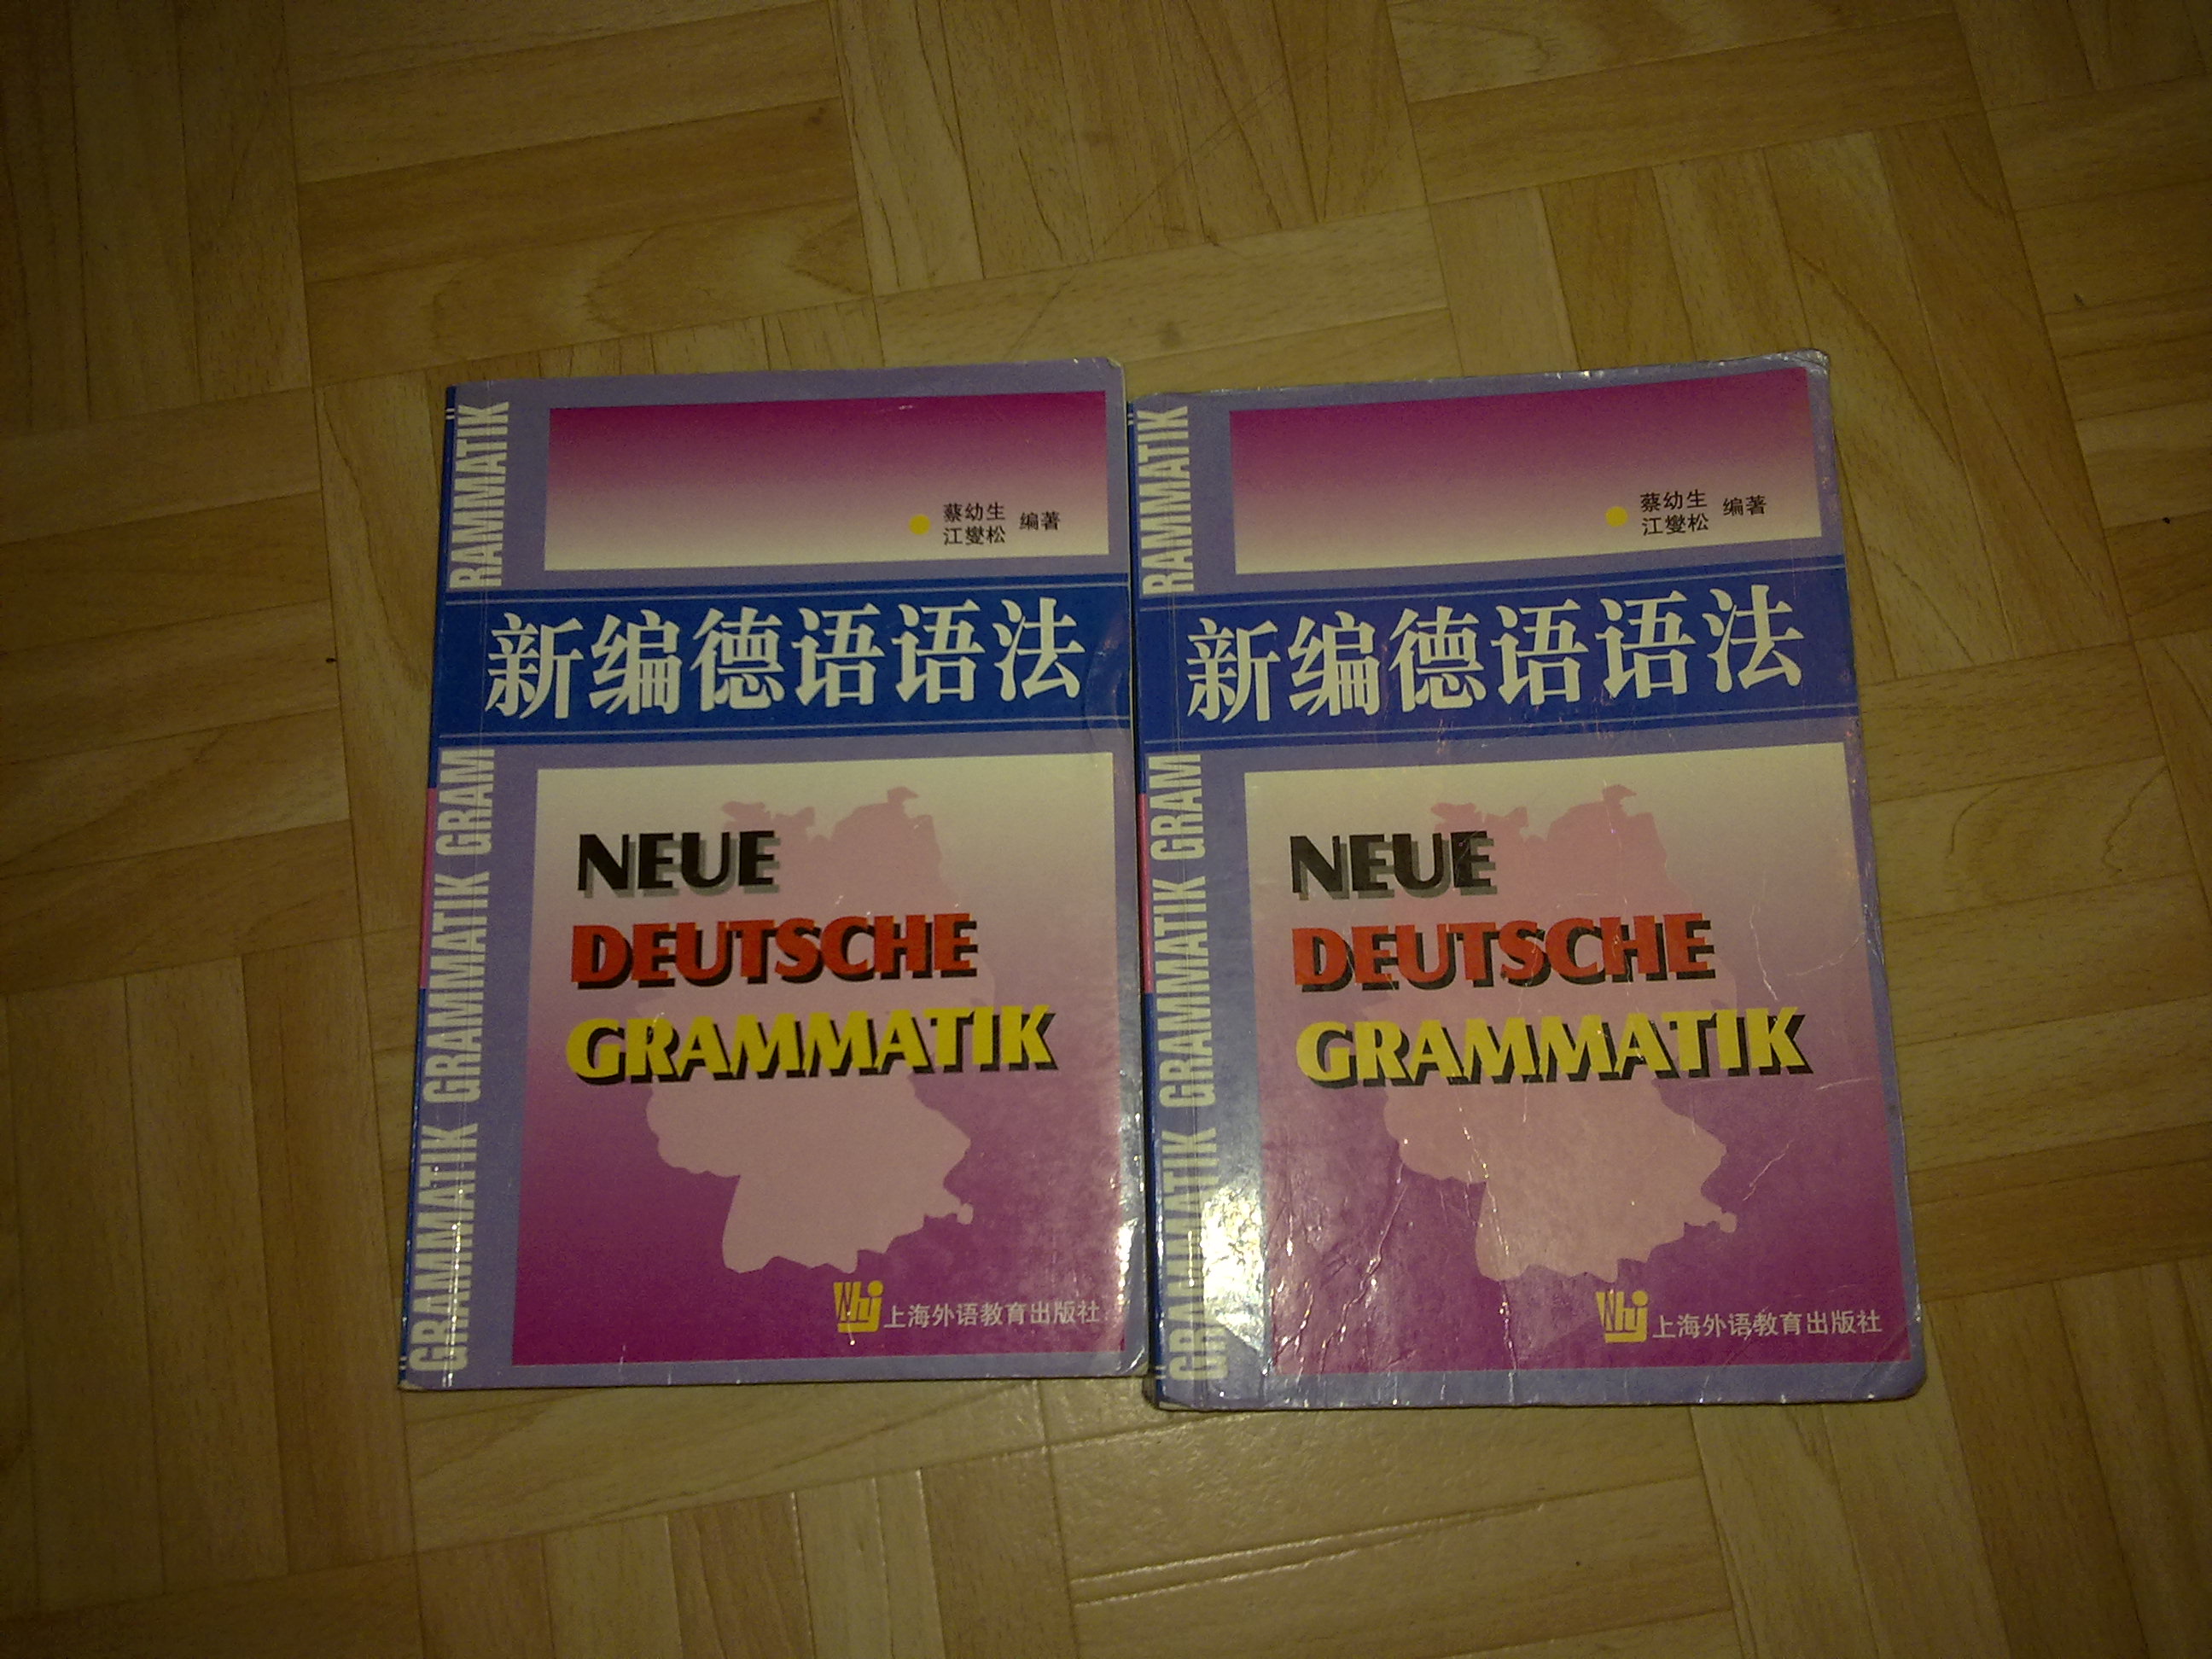 RAMMATIK
蔡幼生
江燮松 编著
新编德语语法
GRAMMATIK GRAMMATIK GRAM
NEUE
DEUTSCHE
GRAMMATIK
Whj 上海外语教育出版社
RAMMATIK
蔡幼生
江燮松 编著
新编德语语法
GRAMMATIK GRAMMATIK GRAM
NEUE
DEUTSCHE
GRAMMATIK
Whj 上海外语教育出版社